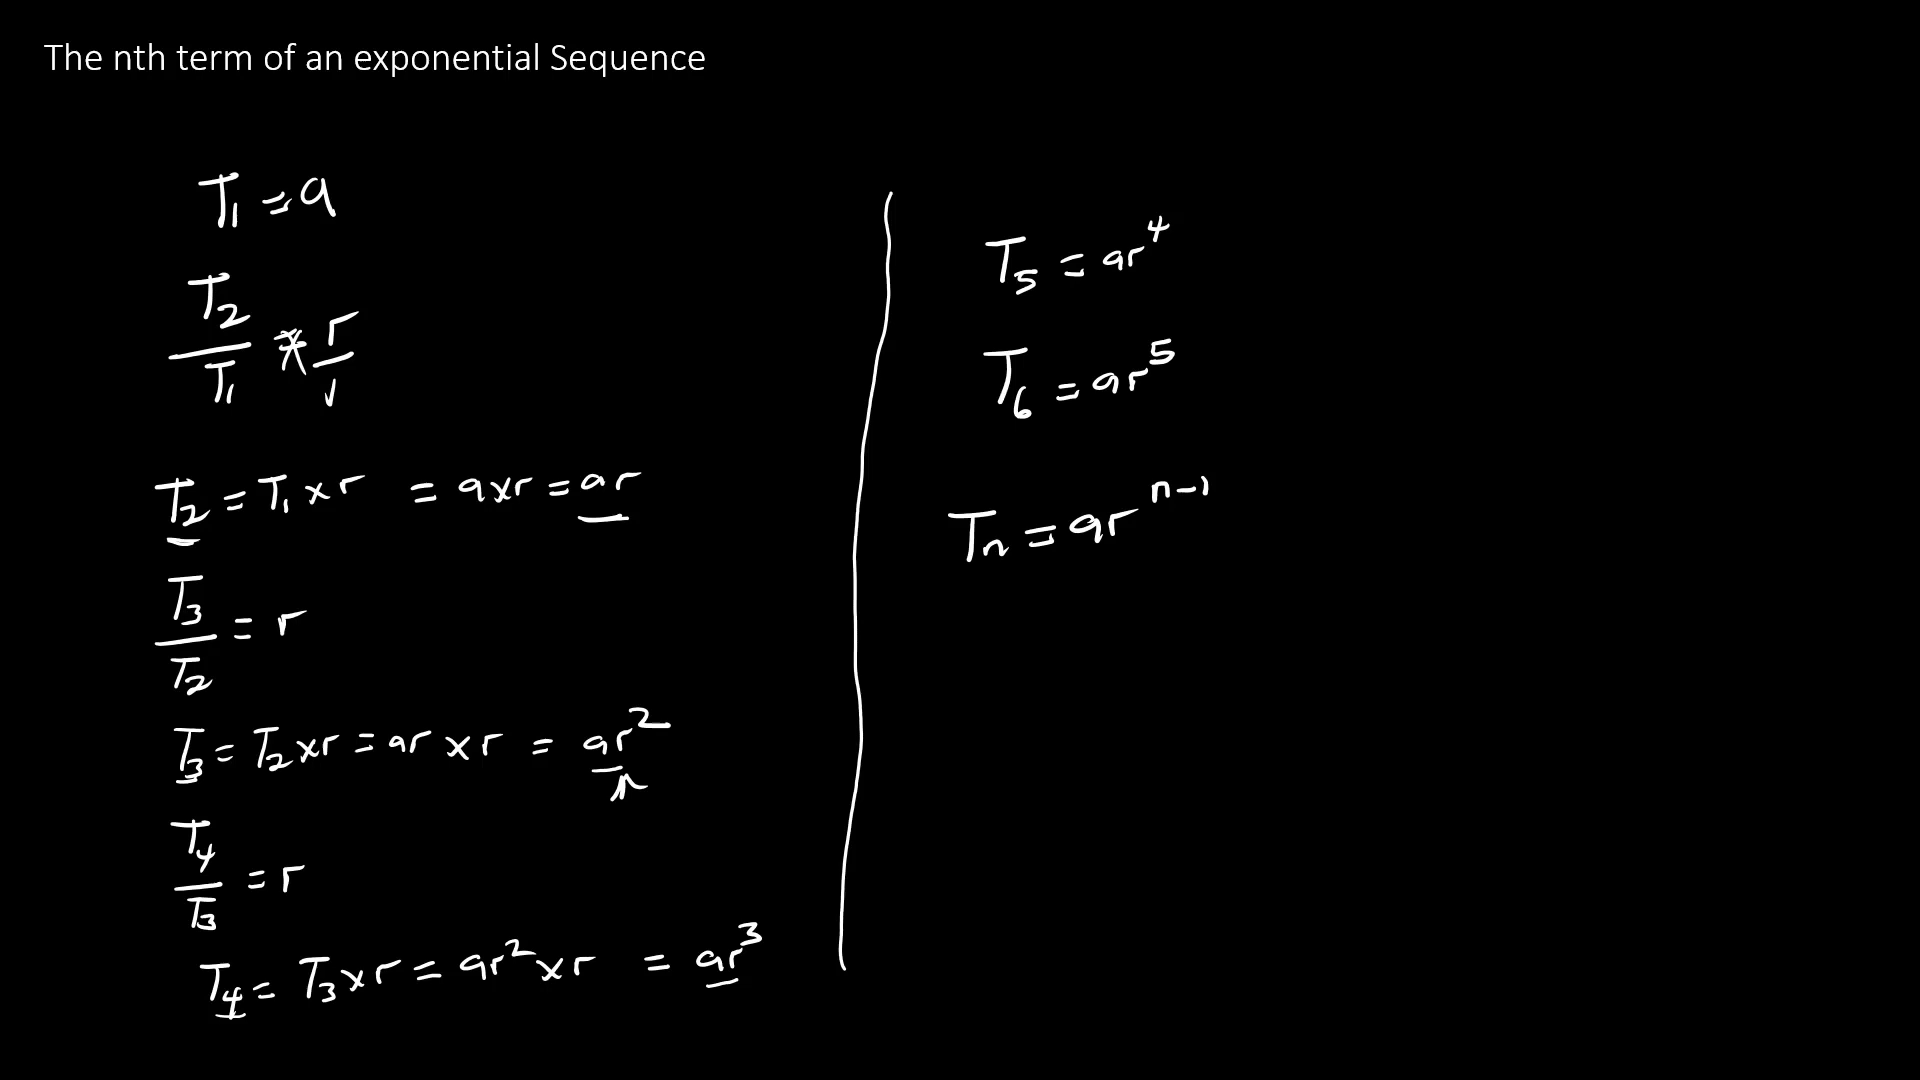 The nth term of an exponential Sequence
T₁ = a
T₂/T₁ = r/1
T₂ = T₁ × r = a×r = ar
T₃/T₂ = r
T₃ = T₂ ×r = ar × r = ar²
T₄/T₃ = r
T₄ = T₃ × r = ar² × r = ar³
T₅ = ar⁴
T₆ = ar⁵
Tₙ = arⁿ⁻¹